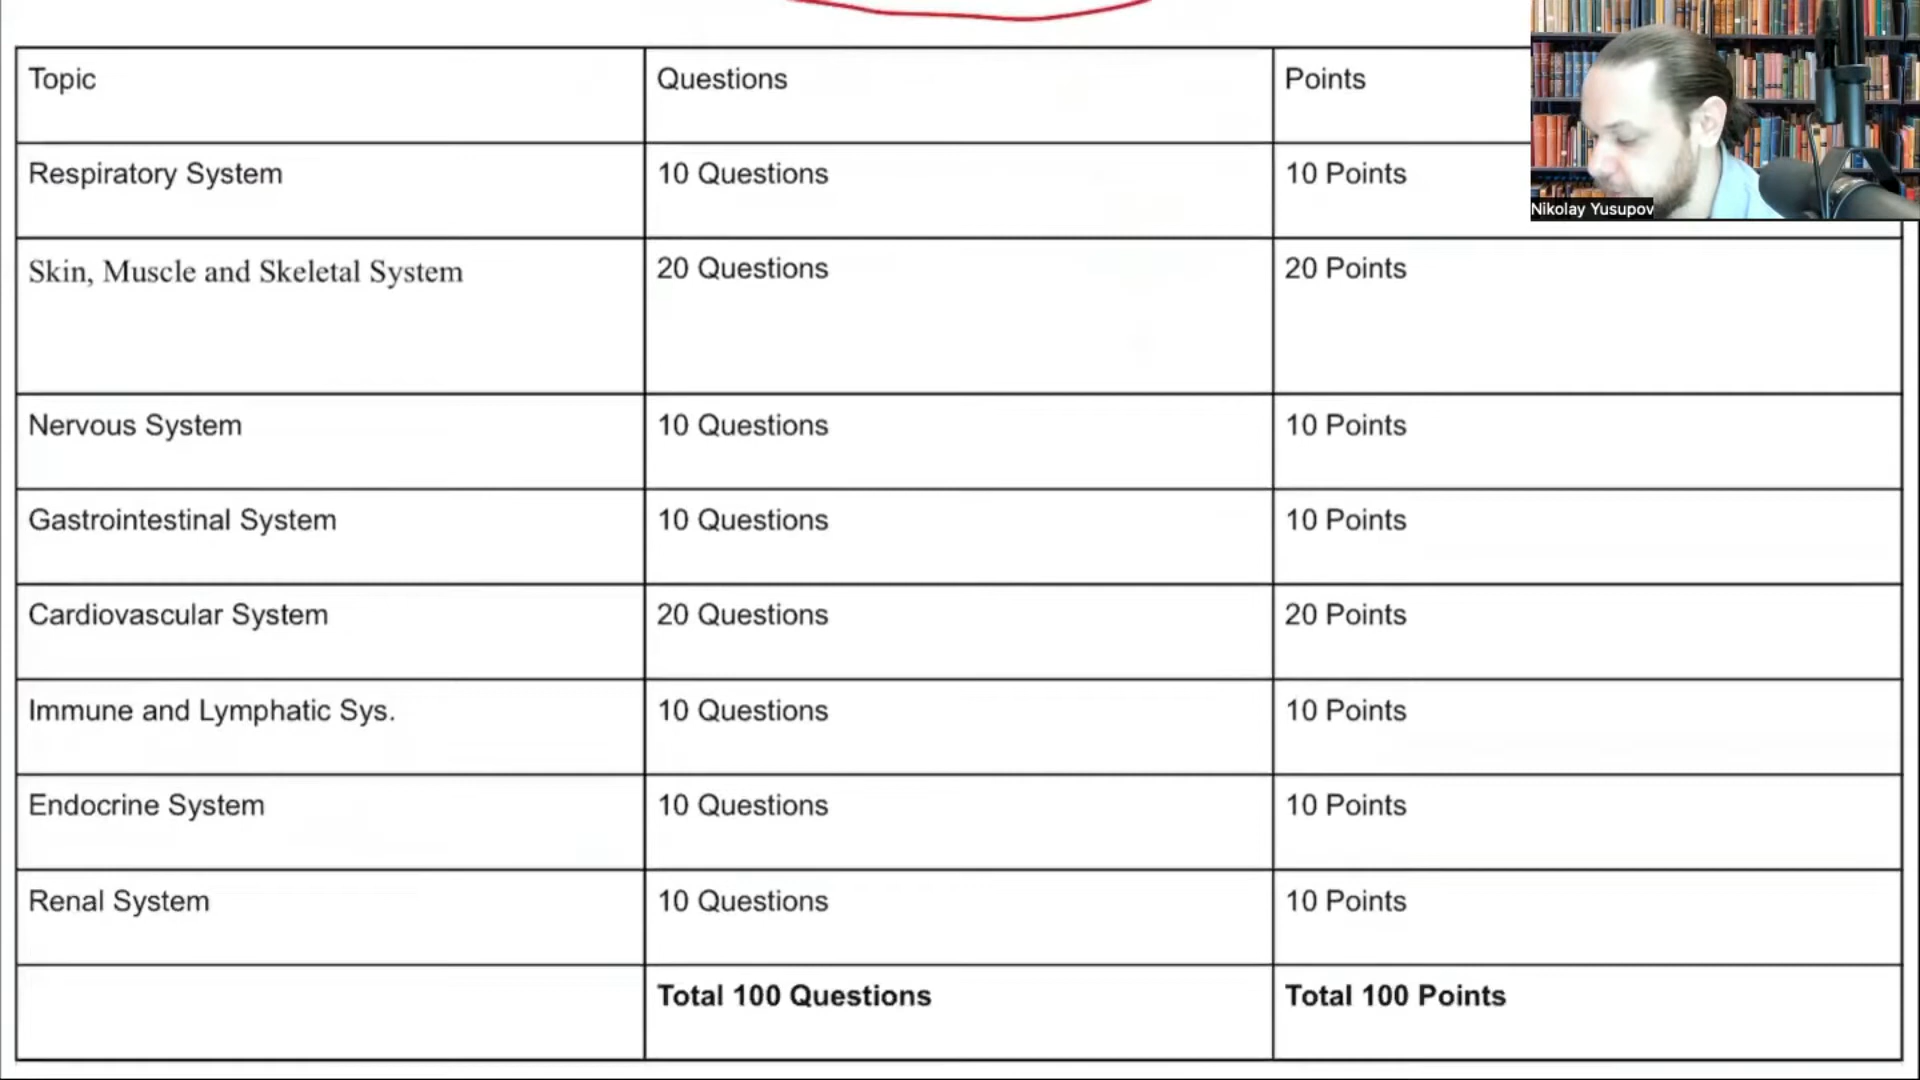 Topic Questions Points
Respiratory System 10 Questions 10 Points
Skin, Muscle and Skeletal System 20 Questions 20 Points
Nervous System 10 Questions 10 Points
Gastrointestinal System 10 Questions 10 Points
Cardiovascular System 20 Questions 20 Points
Immune and Lymphatic Sys. 10 Questions 10 Points
Endocrine System 10 Questions 10 Points
Renal System 10 Questions 10 Points
Total 100 Questions Total 100 Points
Nikolay Yusupov